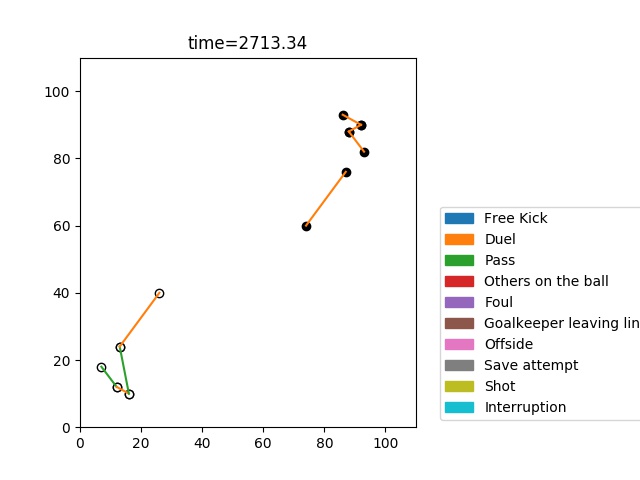 time=2713.34
100
80
60
40
20
0
0 20 40 60 80 100
Free Kick
Duel
Pass
Others on the ball
Foul
Goalkeeper leaving lin
Offside
Save attempt
Shot
Interruption